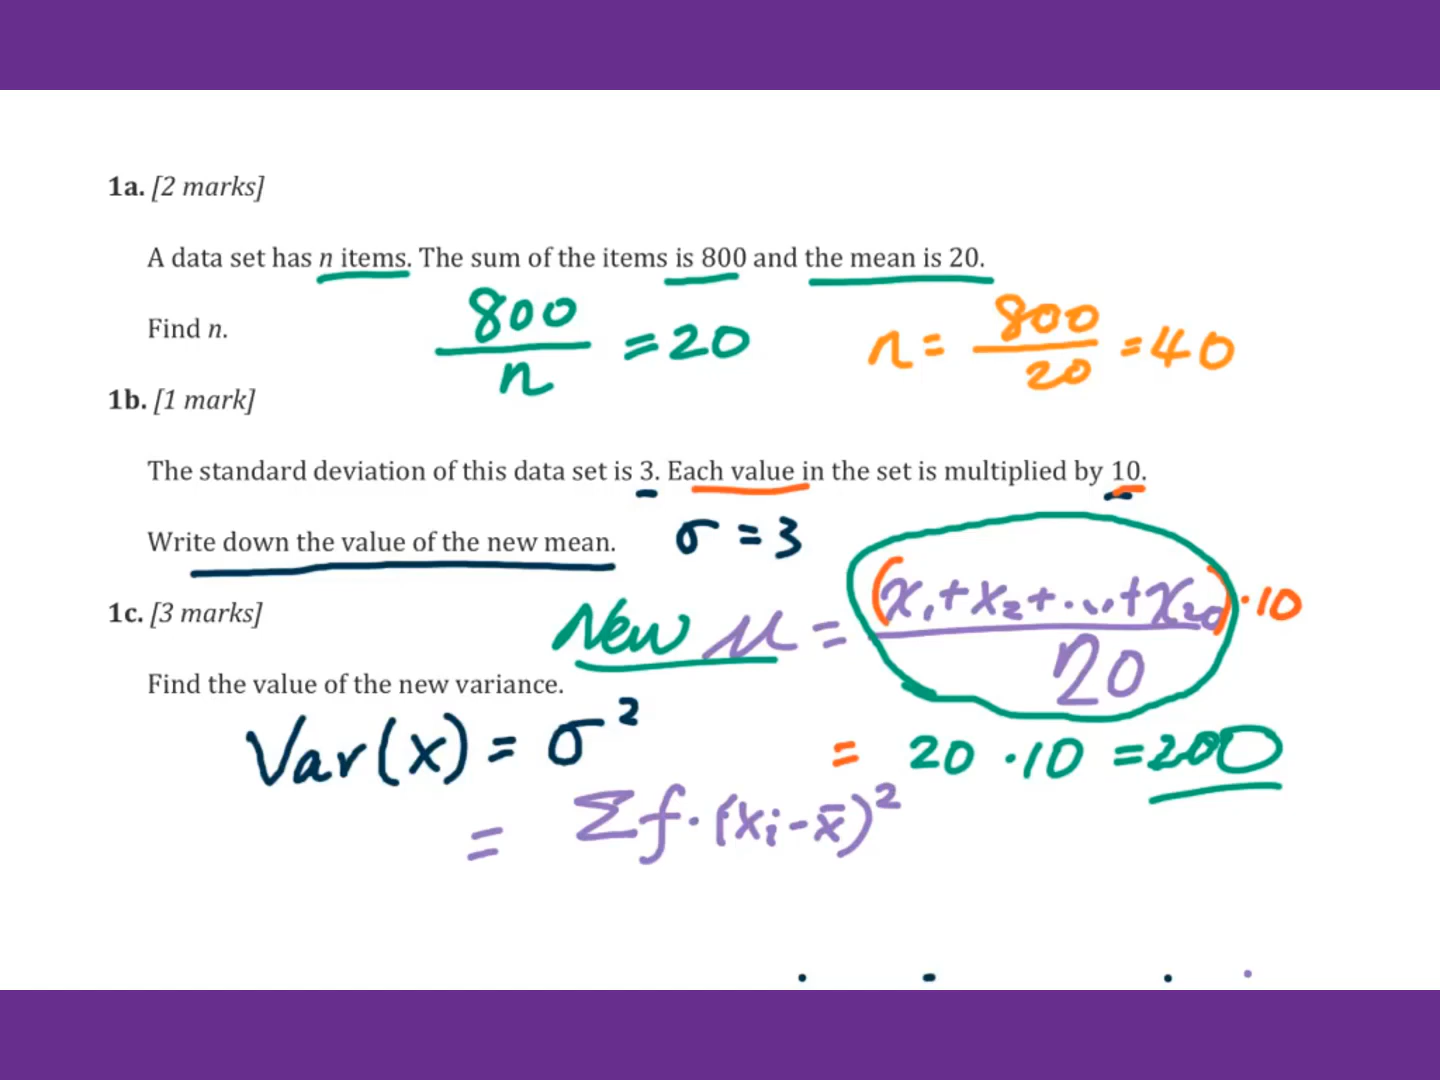 1a. [2 marks]
A data set has n items. The sum of the items is 800 and the mean is 20.
Find n.
800/n = 20
n = 800/20 = 40
1b. [1 mark]
The standard deviation of this data set is 3. Each value in the set is multiplied by 10.
Write down the value of the new mean.
σ = 3
1c. [3 marks]
New μ = (x₁ + x₂ + ... + x₂₀)/20 · 10
Find the value of the new variance.
Var(x) = σ²
= 20 · 10 = 200
= Σf · (xᵢ - x̄)²